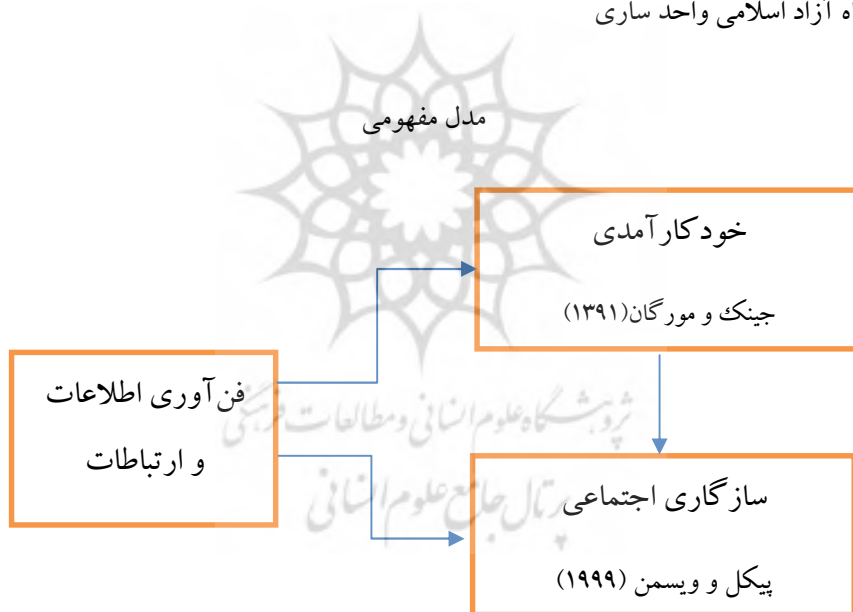 آزاد اسلامی واحد ساری
مدل مفهومی
خودکارآمدی
جینک و مورگان(۱۳۹۱)
فن‌آوری اطلاعات
و ارتباطات
پژوهشگاه علوم انسانی و مطالعات فرهنگی
پرتال جامع علوم انسانی
سازگاری اجتماعی
پیکل و ویسمن (۱۹۹۹)